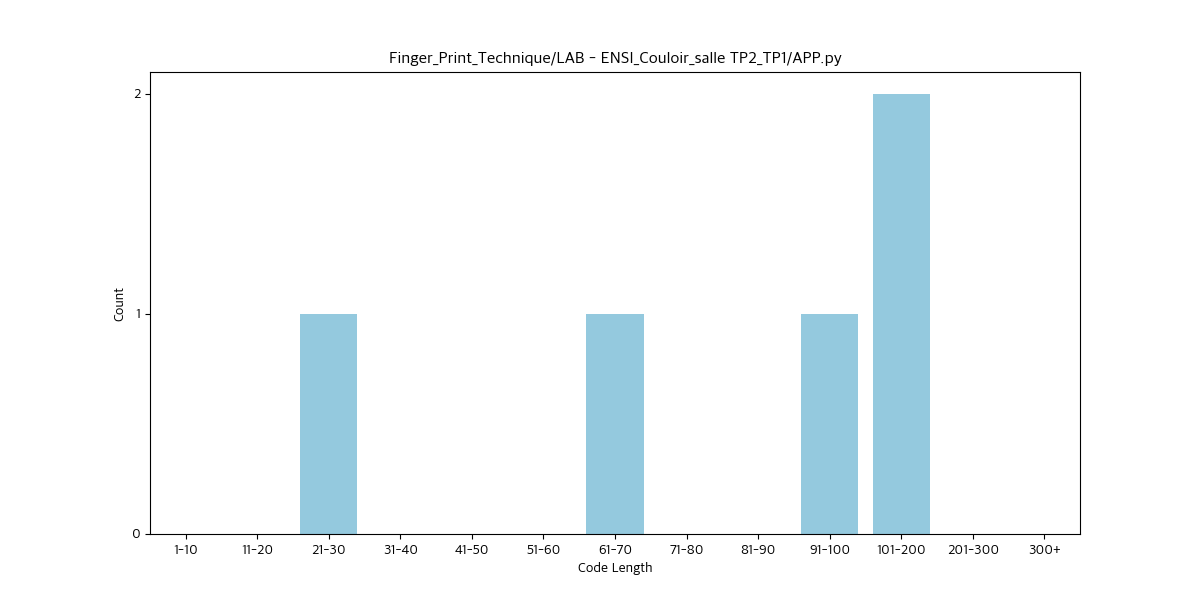 Finger_Print_Technique/LAB - ENSI_Couloir_salle TP2_TP1/APP.py
2
1
0
Count
1-10 11-20 21-30 31-40 41-50 51-60 61-70 71-80 81-90 91-100 101-200 201-300 300+
Code Length